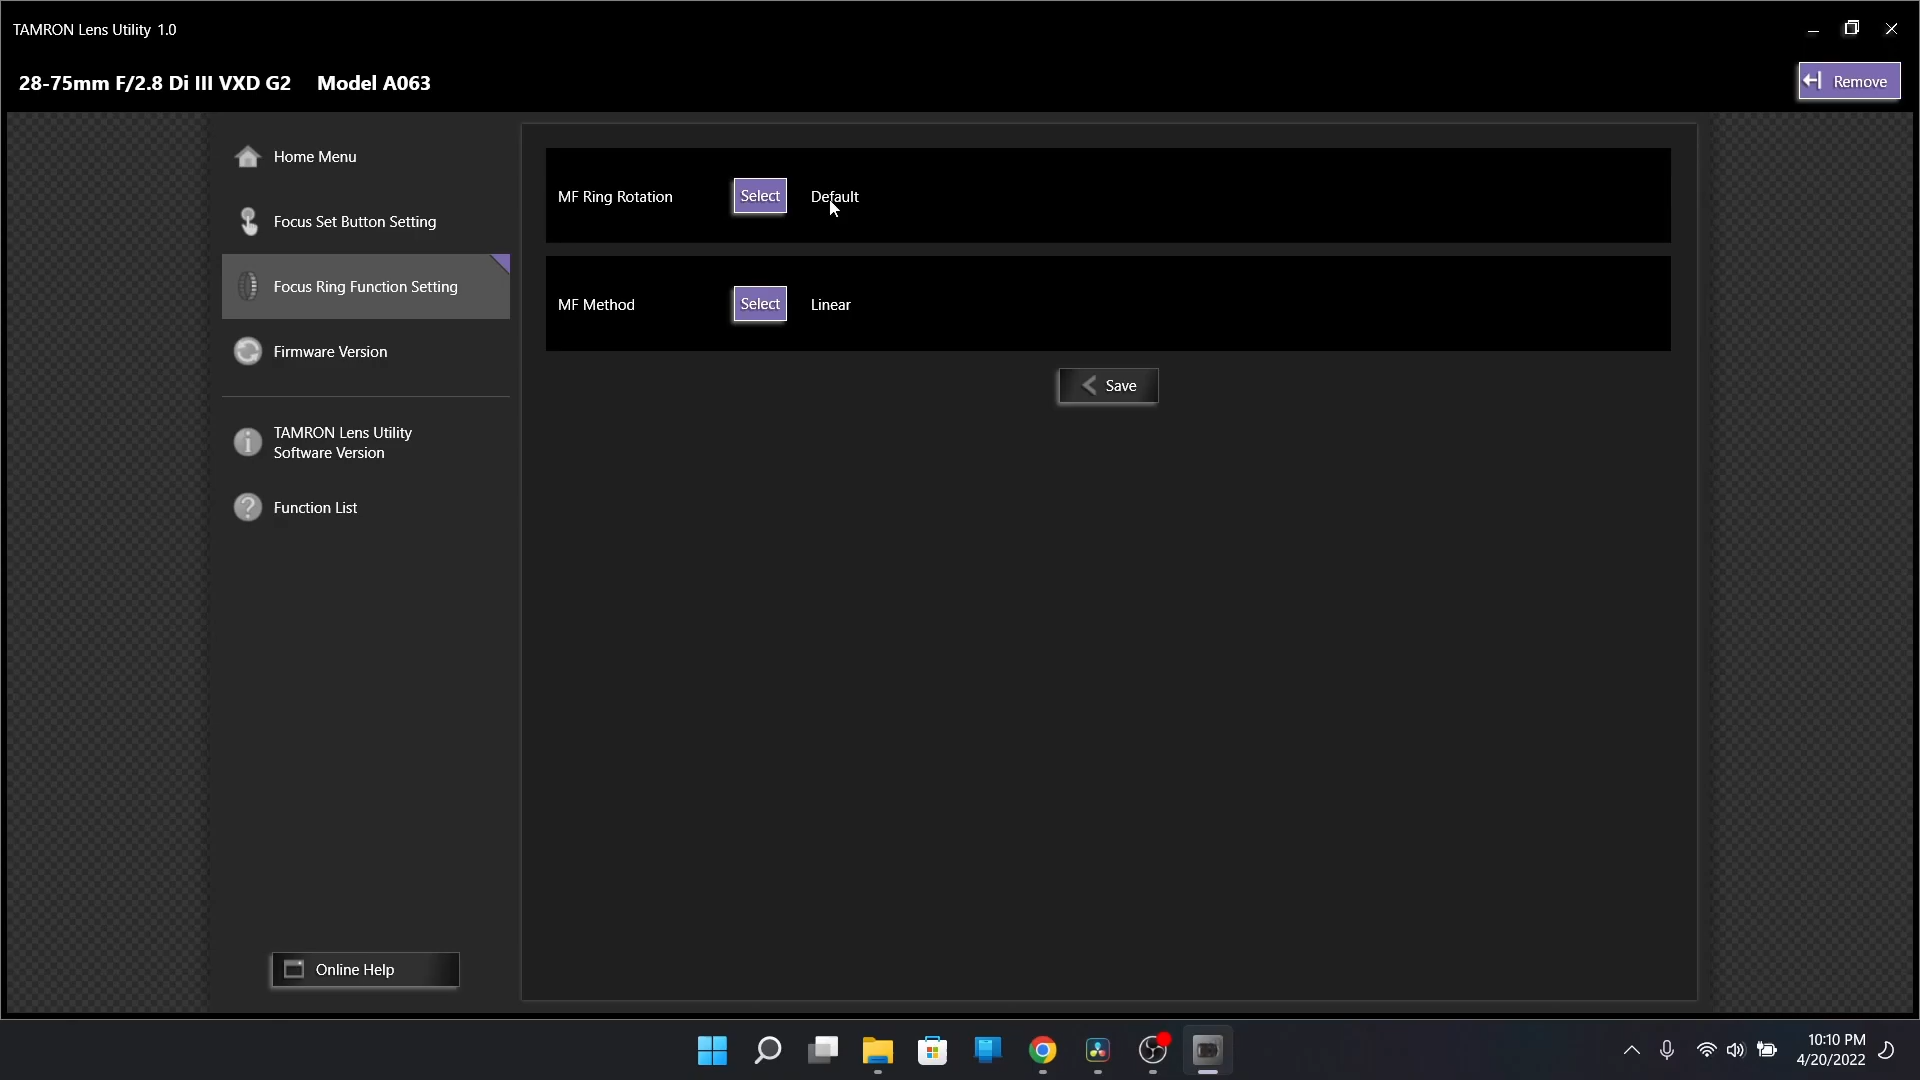 TAMRON Lens Utility 1.0
28-75mm F/2.8 Di III VXD G2 Model A063
Remove
Home Menu
Focus Set Button Setting
Focus Ring Function Setting
Firmware Version
TAMRON Lens Utility
Software Version
Function List
Online Help
MF Ring Rotation Select Default
MF Method Select Linear
Save
10:10 PM
4/20/2022